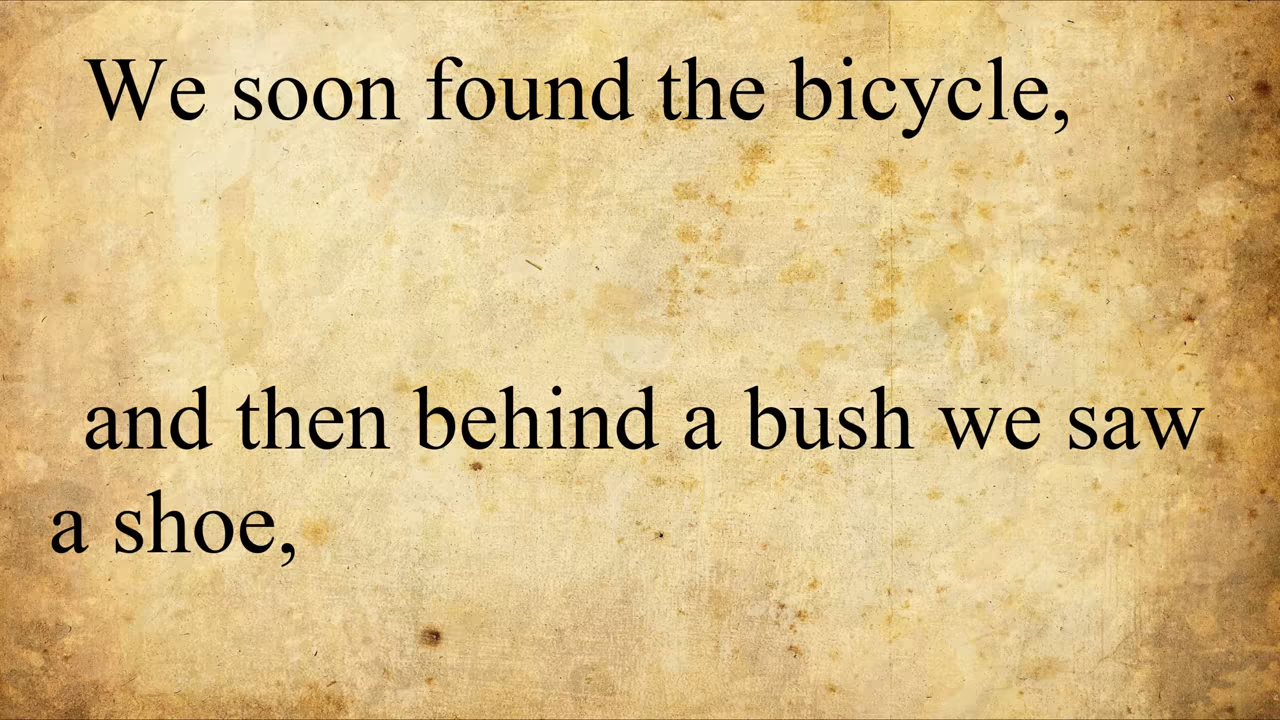 We soon found the bicycle,
and then behind a bush we saw
a shoe,